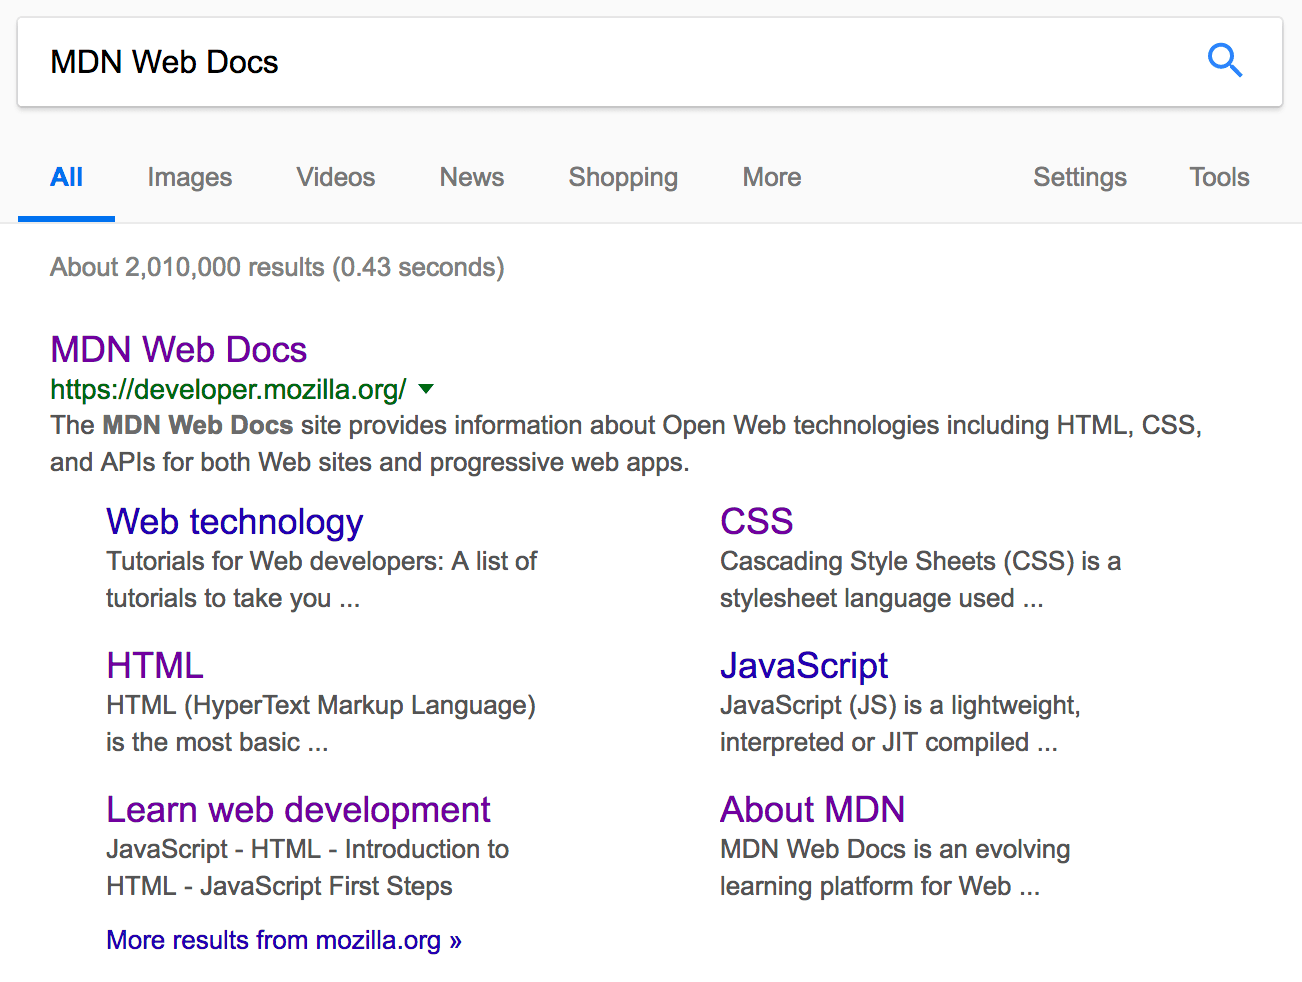 MDN Web Docs
All Images Videos News Shopping More Settings Tools
About 2,010,000 results (0.43 seconds)
MDN Web Docs
https://developer.mozilla.org/
The MDN Web Docs site provides information about Open Web technologies including HTML, CSS,
and APIs for both Web sites and progressive web apps.
Web technology
Tutorials for Web developers: A list of
tutorials to take you ...
CSS
Cascading Style Sheets (CSS) is a
stylesheet language used ...
HTML
HTML (HyperText Markup Language)
is the most basic ...
JavaScript
JavaScript (JS) is a lightweight,
interpreted or JIT compiled ...
Learn web development
JavaScript - HTML - Introduction to
HTML - JavaScript First Steps
About MDN
MDN Web Docs is an evolving
learning platform for Web ...
More results from mozilla.org »